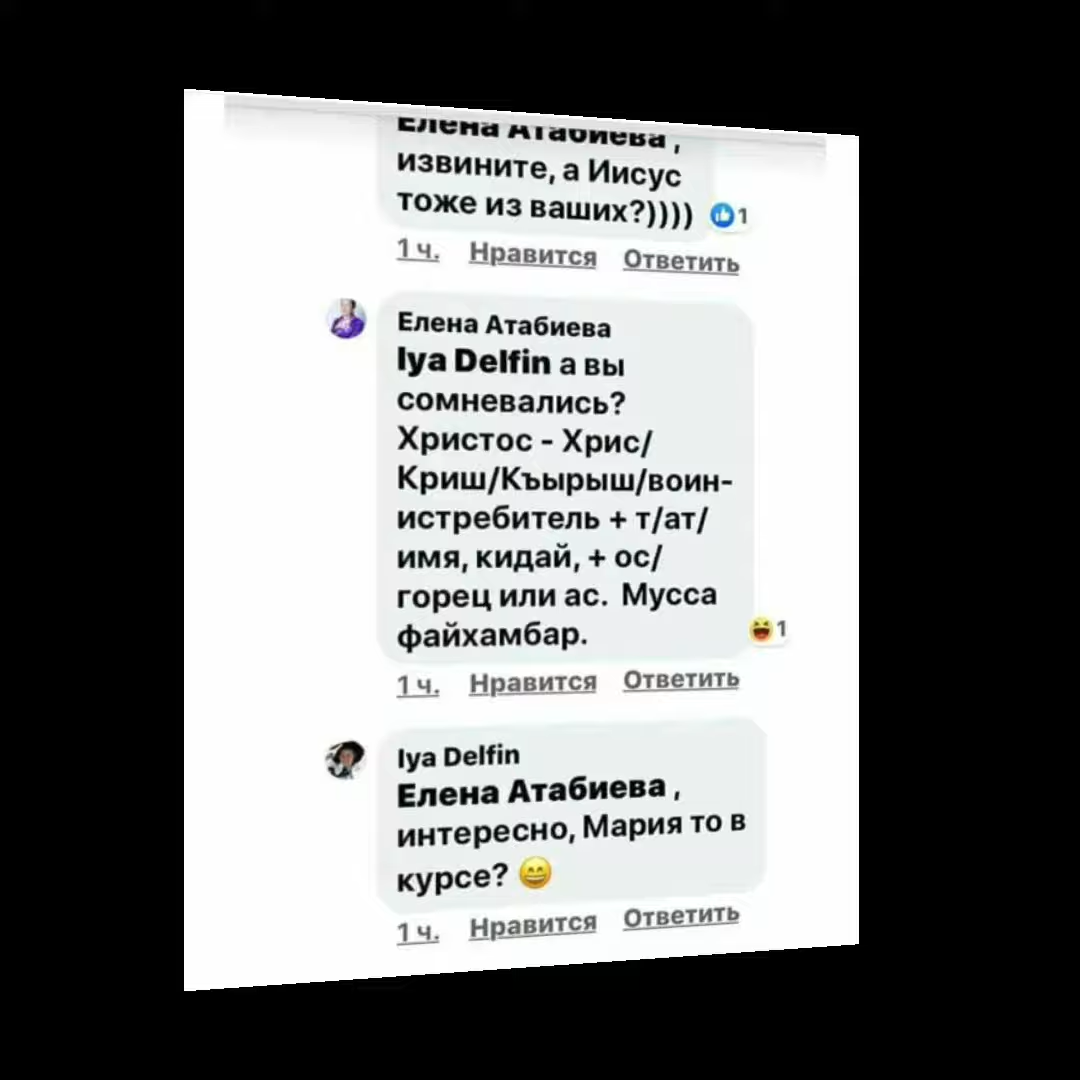 Елена Атабиева ,
извините, а Иисус
тоже из ваших?)))) 1
1 ч. Нравится Ответить
Елена Атабиева
Iya Delfin а вы
сомневались?
Христос - Хрис/
Криш/Къырыш/воин-
истребитель + т/ат/
имя, кидай, + ос/
горец или ас. Мусса
файхамбар. 1
1 ч. Нравится Ответить
Iya Delfin
Елена Атабиева ,
интересно, Мария то в
курсе? 😄
1 ч. Нравится Ответить